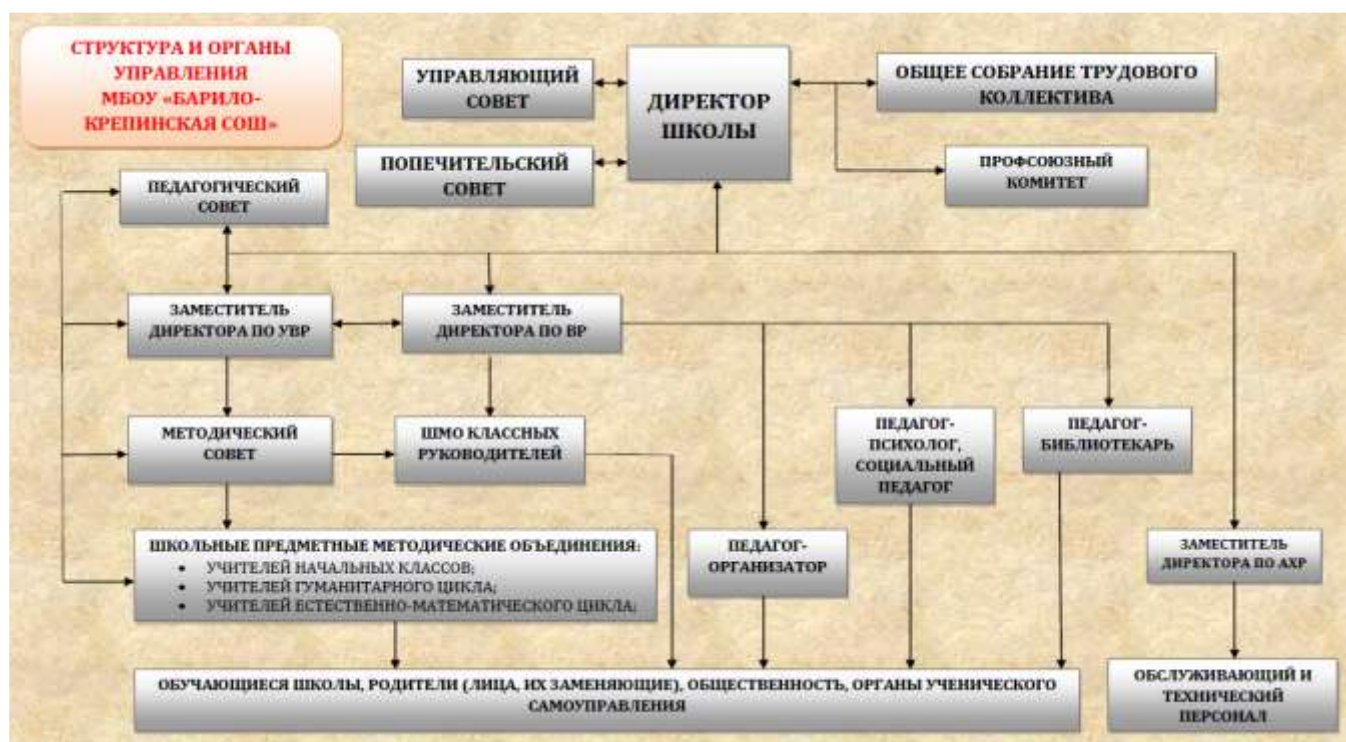 СТРУКТУРА И ОРГАНЫ
УПРАВЛЕНИЯ
МБОУ «БАРИЛО-
КРЕПИНСКАЯ СОШ»
УПРАВЛЯЮЩИЙ
СОВЕТ
ДИРЕКТОР
ШКОЛЫ
ОБЩЕЕ СОБРАНИЕ ТРУДОВОГО
КОЛЛЕКТИВА
ПОПЕЧИТЕЛЬСКИЙ
СОВЕТ
ПРОФСОЮЗНЫЙ
КОМИТЕТ
ПЕДАГОГИЧЕСКИЙ
СОВЕТ
ЗАМЕСТИТЕЛЬ
ДИРЕКТОРА ПО УВР
ЗАМЕСТИТЕЛЬ
ДИРЕКТОРА ПО ВР
МЕТОДИЧЕСКИЙ
СОВЕТ
ШМО КЛАССНЫХ
РУКОВОДИТЕЛЕЙ
ПЕДАГОГ-
ПСИХОЛОГ,
СОЦИАЛЬНЫЙ
ПЕДАГОГ
ПЕДАГОГ-
БИБЛИОТЕКАРЬ
ШКОЛЬНЫЕ ПРЕДМЕТНЫЕ МЕТОДИЧЕСКИЕ ОБЪЕДИНЕНИЯ:
• УЧИТЕЛЕЙ НАЧАЛЬНЫХ КЛАССОВ;
• УЧИТЕЛЕЙ ГУМАНИТАРНОГО ЦИКЛА;
• УЧИТЕЛЕЙ ЕСТЕСТВЕННО-МАТЕМАТИЧЕСКОГО ЦИКЛА;
ПЕДАГОГ-
ОРГАНИЗАТОР
ЗАМЕСТИТЕЛЬ
ДИРЕКТОРА ПО АХР
ОБУЧАЮЩИЕСЯ ШКОЛЫ, РОДИТЕЛИ (ЛИЦА, ИХ ЗАМЕНЯЮЩИЕ), ОБЩЕСТВЕННОСТЬ, ОРГАНЫ УЧЕНИЧЕСКОГО
САМОУПРАВЛЕНИЯ
ОБСЛУЖИВАЮЩИЙ И
ТЕХНИЧЕСКИЙ
ПЕРСОНАЛ